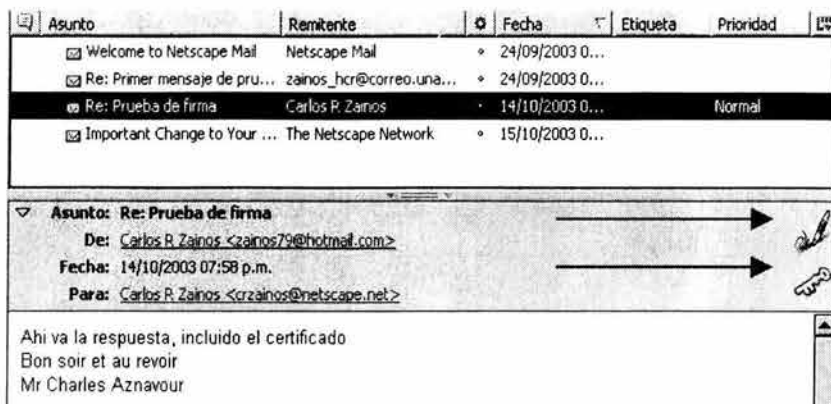 Asunto Remitente Fecha Etiqueta Prioridad
Welcome to Netscape Mail Netscape Mail 24/09/2003 0...
Re: Primer mensaje de pru... zainos_hcr@correo.una... 24/09/2003 0...
Re: Prueba de firma Carlos R Zainos 14/10/2003 0... Normal
Important Change to Your ... The Netscape Network 15/10/2003 0...
Asunto: Re: Prueba de firma
De: Carlos R Zainos <zainos79@hotmail.com>
Fecha: 14/10/2003 07:58 p.m.
Para: Carlos R Zainos <crzainos@netscape.net>
Ahi va la respuesta, incluido el certificado
Bon soir et au revoir
Mr Charles Aznavour